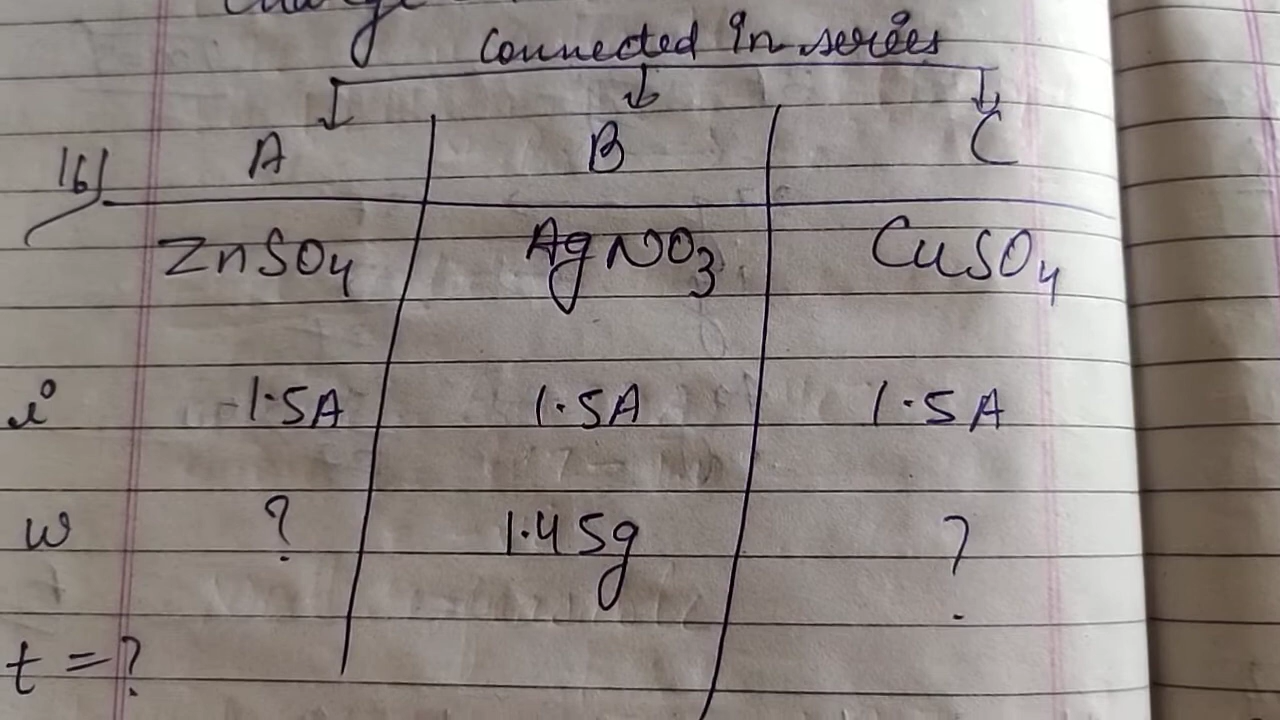 Connected in series
16) A B C
ZnSO4 AgNO3 CuSO4
i 1.5A 1.5A 1.5A
w ? 1.45g ?
t = ?